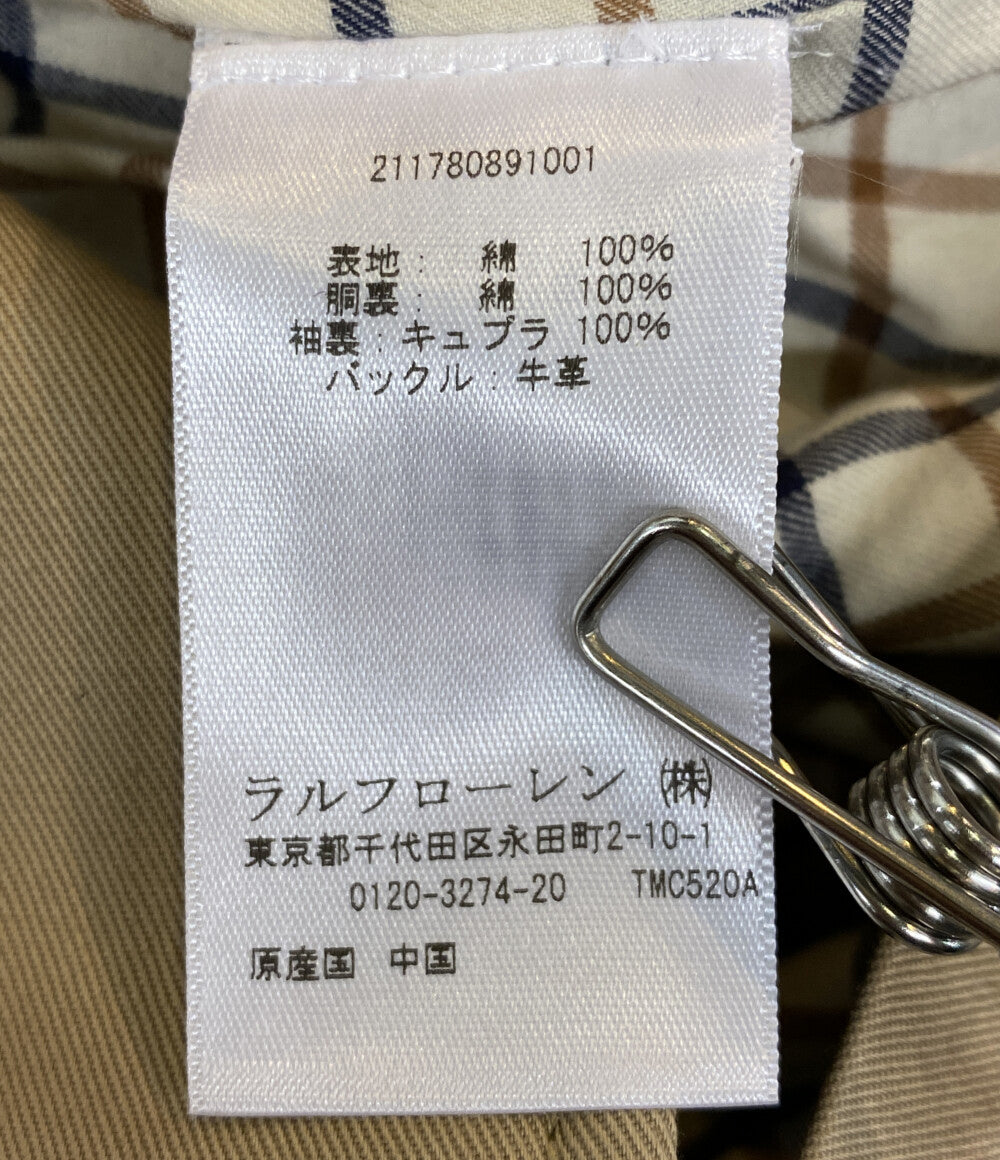 211780891001
表地: 綿 100%
胴裏: 綿 100%
袖裏: キュプラ 100%
バックル: 牛革
ラルフローレン ㈱
東京都千代田区永田町2-10-1
0120-3274-20 TMC520A
原産国 中国